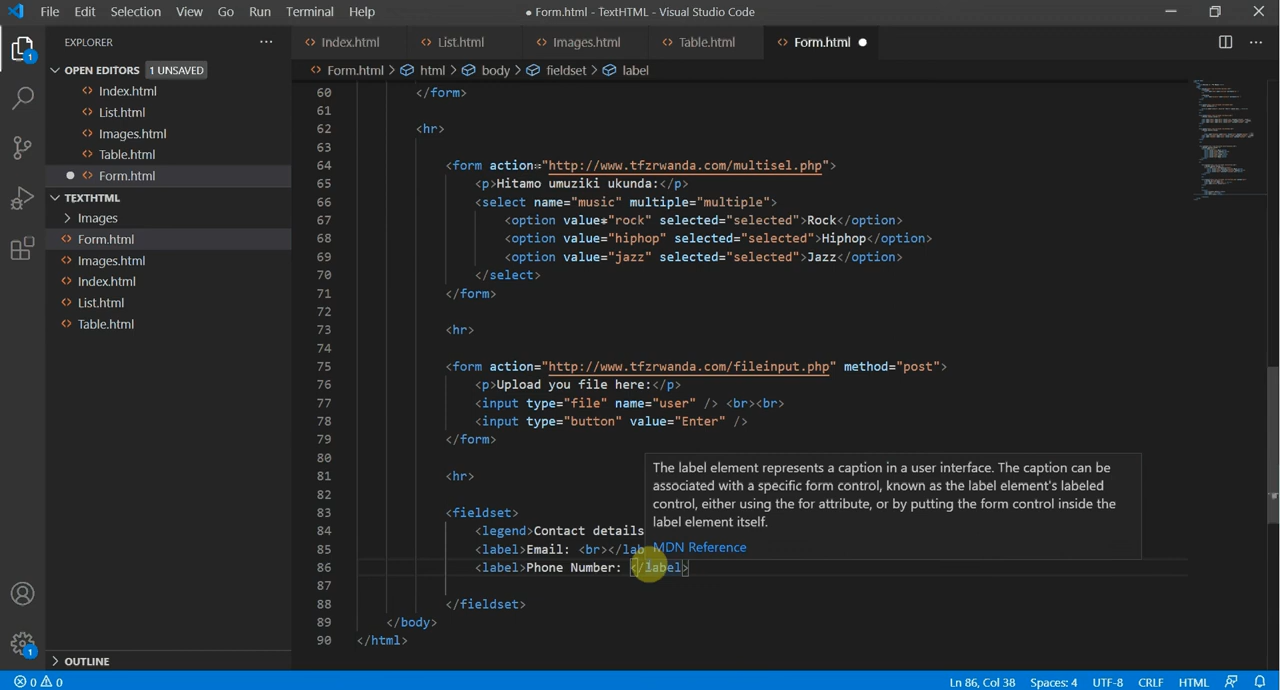 File Edit Selection View Go Run Terminal Help
● Form.html - TextHTML - Visual Studio Code
EXPLORER
Index.html List.html Images.html Table.html Form.html
OPEN EDITORS 1 UNSAVED
Form.html > html > body > fieldset > label
1
Index.html
List.html
Images.html
Table.html
Form.html
TEXTHTML
Images
Form.html
Images.html
Index.html
List.html
Table.html
60 </form>
61
62 <hr>
63
64 <form action="http://www.tfzrwanda.com/multisel.php">
65 <p>Hitamo umuziki ukunda:</p>
66 <select name="music" multiple="multiple">
67 <option value="rock" selected="selected">Rock</option>
68 <option value="hiphop" selected="selected">Hiphop</option>
69 <option value="jazz" selected="selected">Jazz</option>
70 </select>
71 </form>
72
73 <hr>
74
75 <form action="http://www.tfzrwanda.com/fileinput.php" method="post">
76 <p>Upload you file here:</p>
77 <input type="file" name="user" /> <br><br>
78 <input type="button" value="Enter" />
79 </form>
80
81 <hr>
82
83 <fieldset>
84 <legend>Contact details
85 <label>Email: <br></lab
86 <label>Phone Number: </label>
87
88 </fieldset>
89 </body>
90 </html>
The label element represents a caption in a user interface. The caption can be
associated with a specific form control, known as the label element's labeled
control, either using the for attribute, or by putting the form control inside the
label element itself.
MDN Reference
1
OUTLINE
0 0
Ln 86, Col 38 Spaces: 4 UTF-8 CRLF HTML